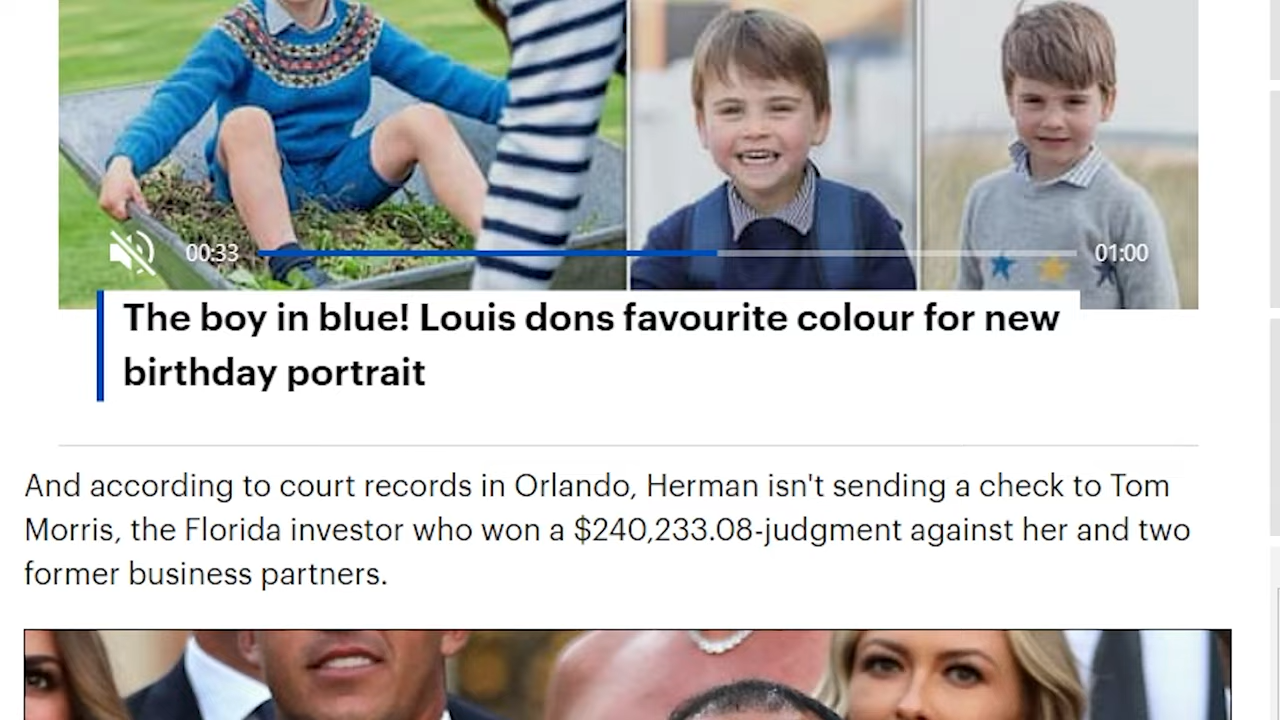 00:33
01:00
The boy in blue! Louis dons favourite colour for new
birthday portrait
And according to court records in Orlando, Herman isn't sending a check to Tom
Morris, the Florida investor who won a $240,233.08-judgment against her and two
former business partners.